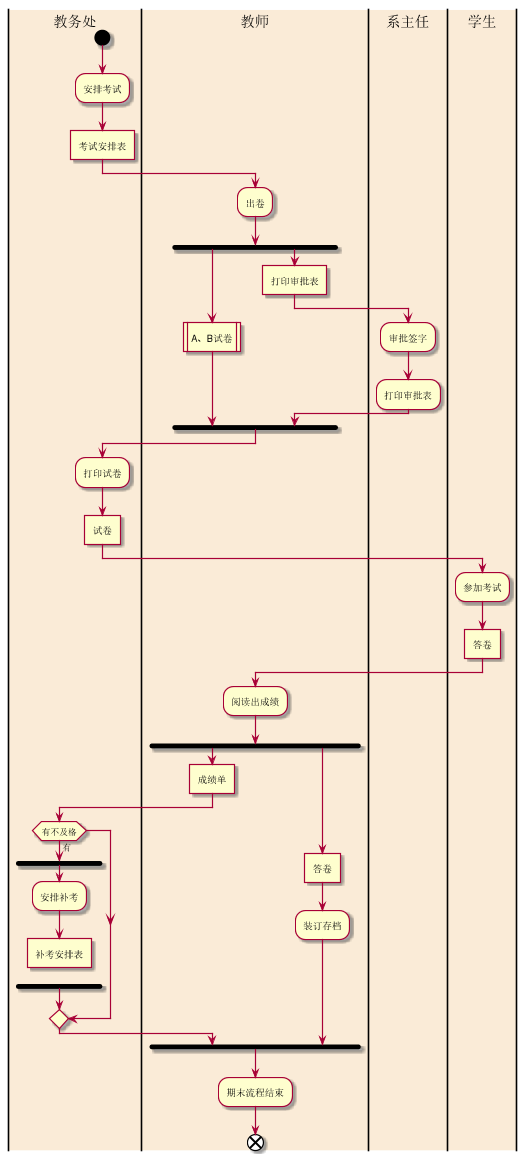 教务处
教师
系主任
学生
安排考试
考试安排表
出卷
打印审批表
A、B试卷
审批签字
打印审批表
打印试卷
试卷
参加考试
答卷
阅读出成绩
成绩单
有不及格
有
答卷
安排补考
装订存档
补考安排表
期末流程结束